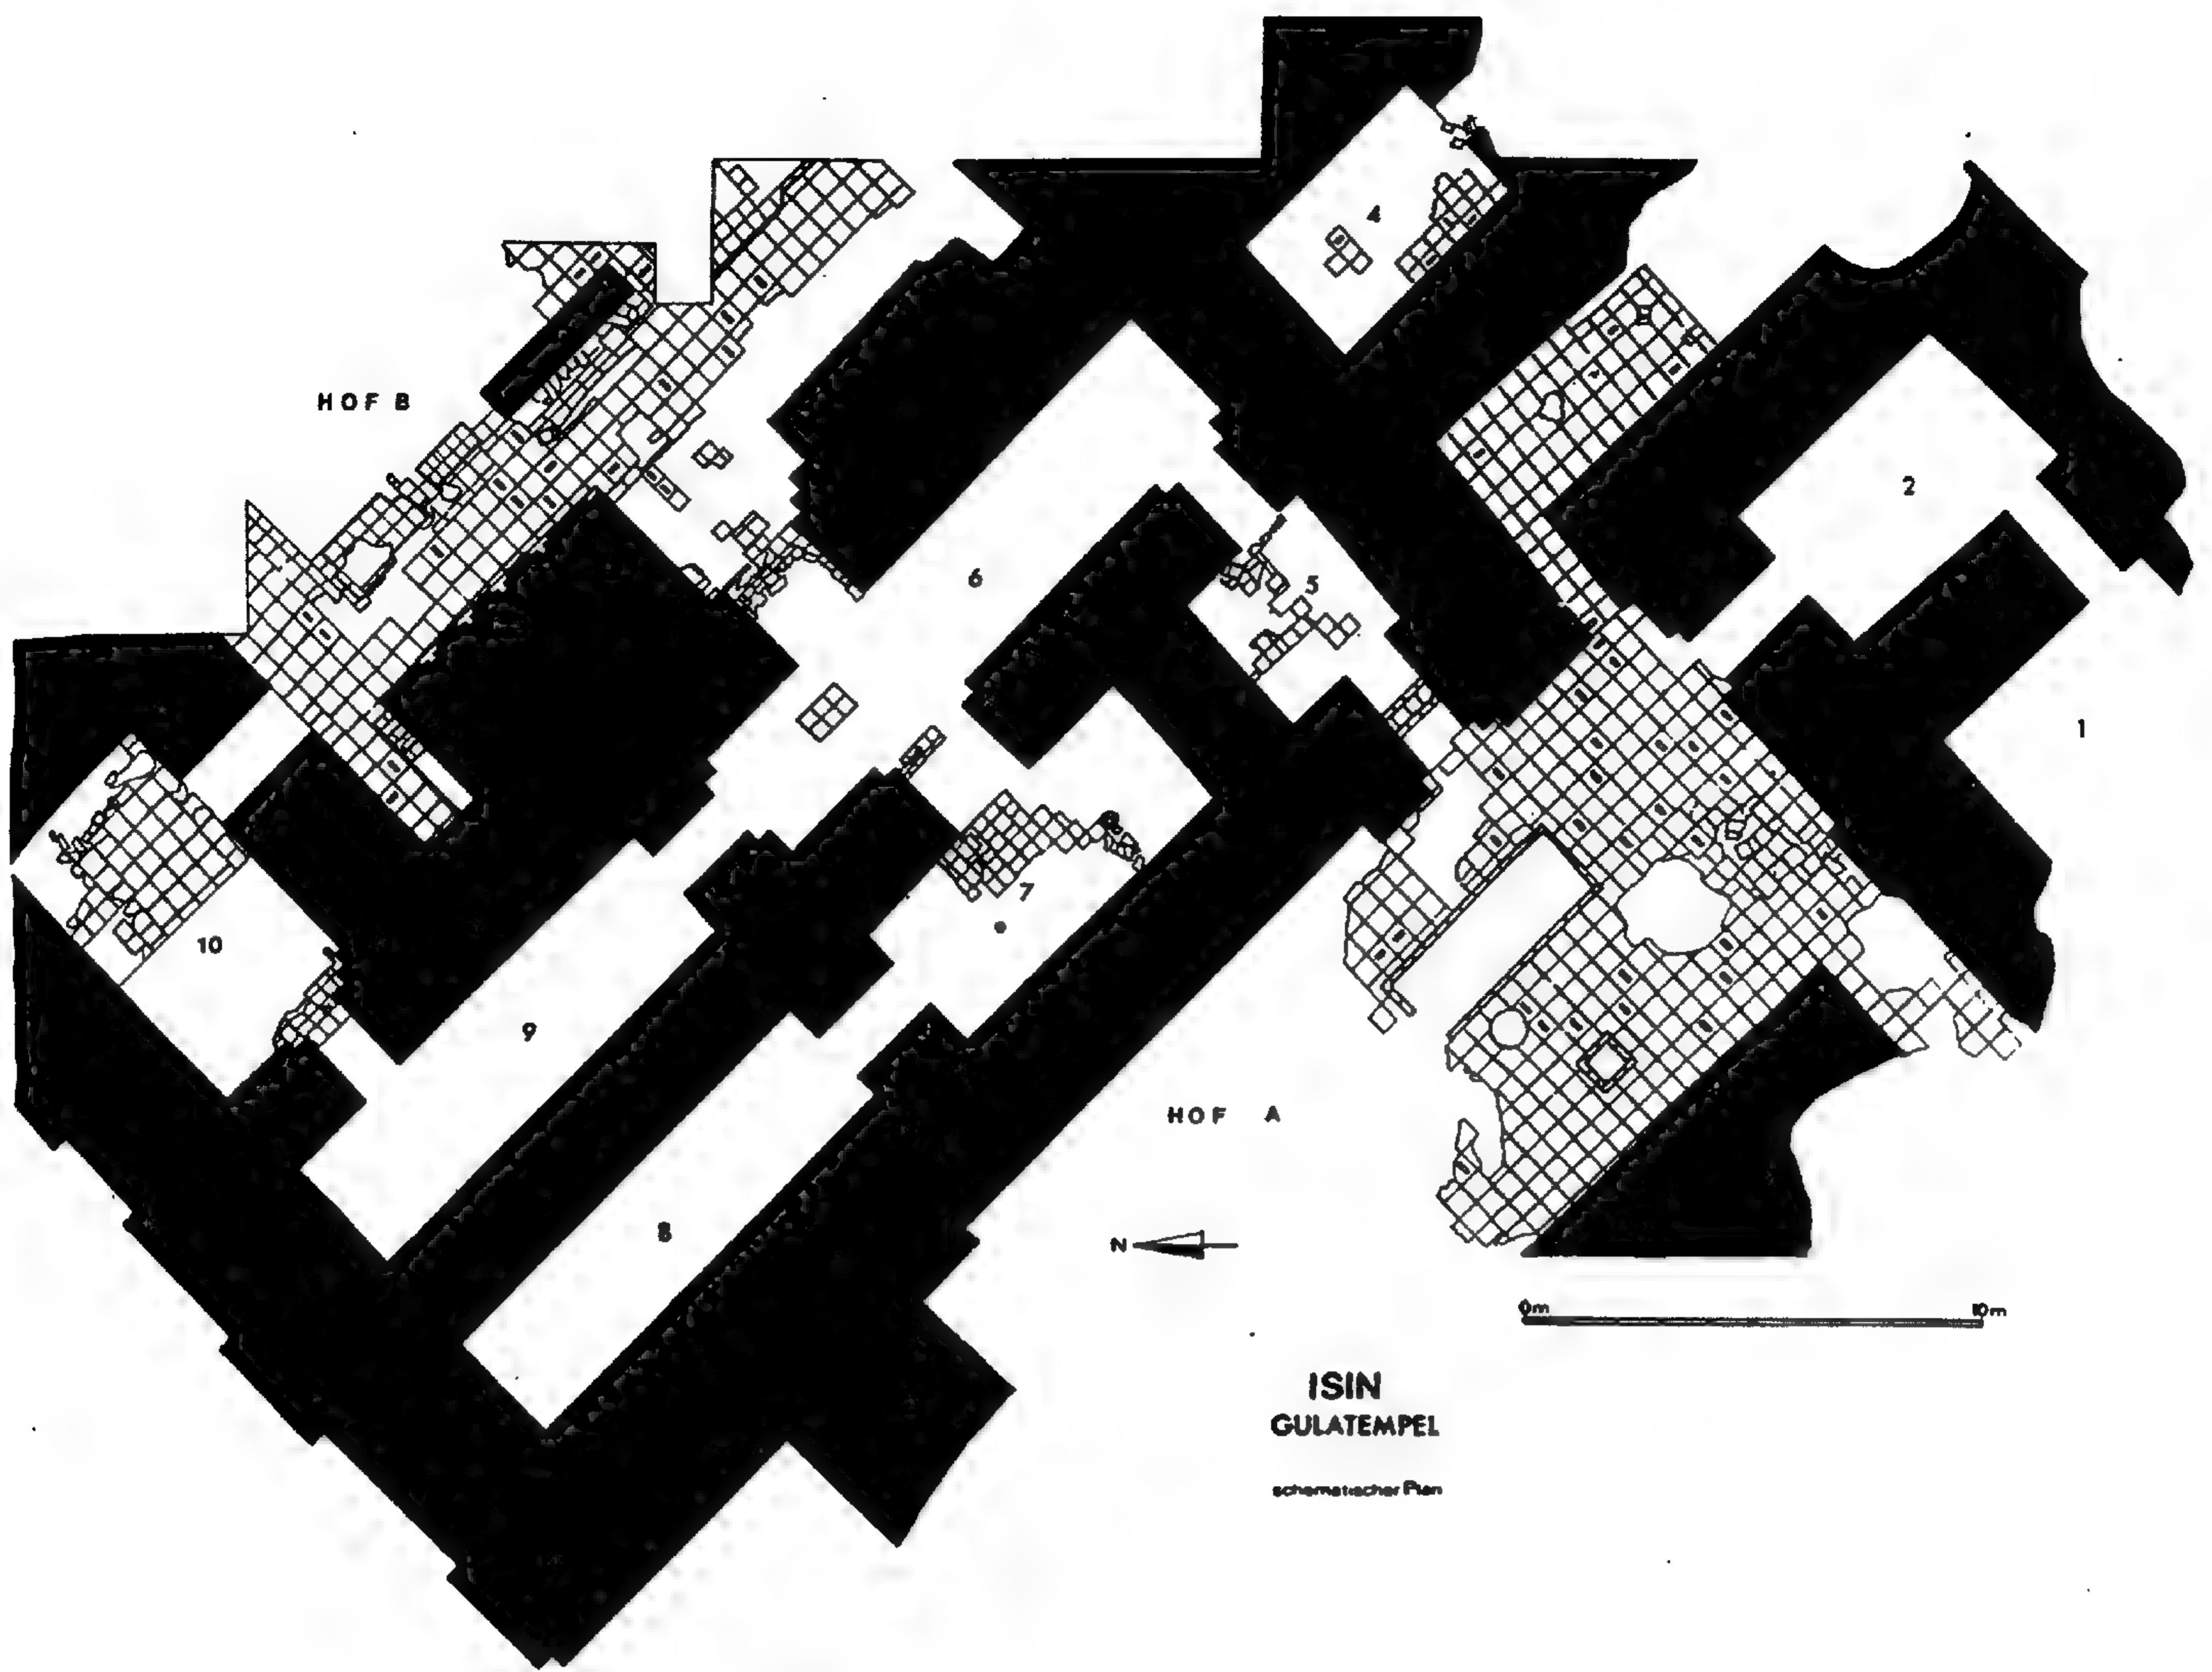 4
2
HOF B
6
5
1
7
10
9
HOF A
8
N
0m 10m
ISIN
GULATEMPEL
schematischer Plan